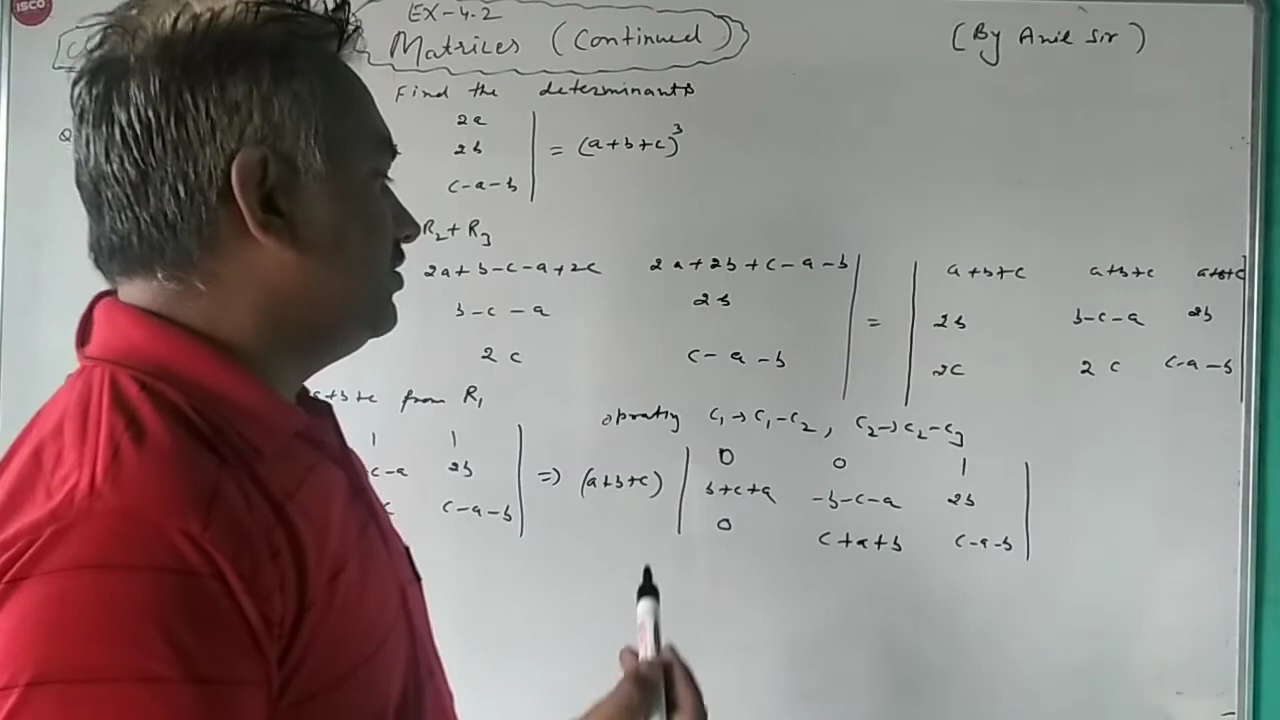 ISCO
EX-4.2
Matrices (Continued)
(By Anil Sir)
Find the determinants
2a
2b = (a+b+c)³
c-a-b
R₂+R₃
2a+b-c-a+2c 2a+2b+c-a-b a+b+c a+b+c a+b+c
b-c-a 2b = 2b b-c-a 2b
2c c-a-b 2c 2c c-a-b
a+b+c from R₁
C₁→C₁-C₂, C₂→C₂-C₃
1 1 0 0 1
c-a 2b => (a+b+c) b+c+a -b-c-a 2b
c c-a-b 0 c+a+b c-a-b